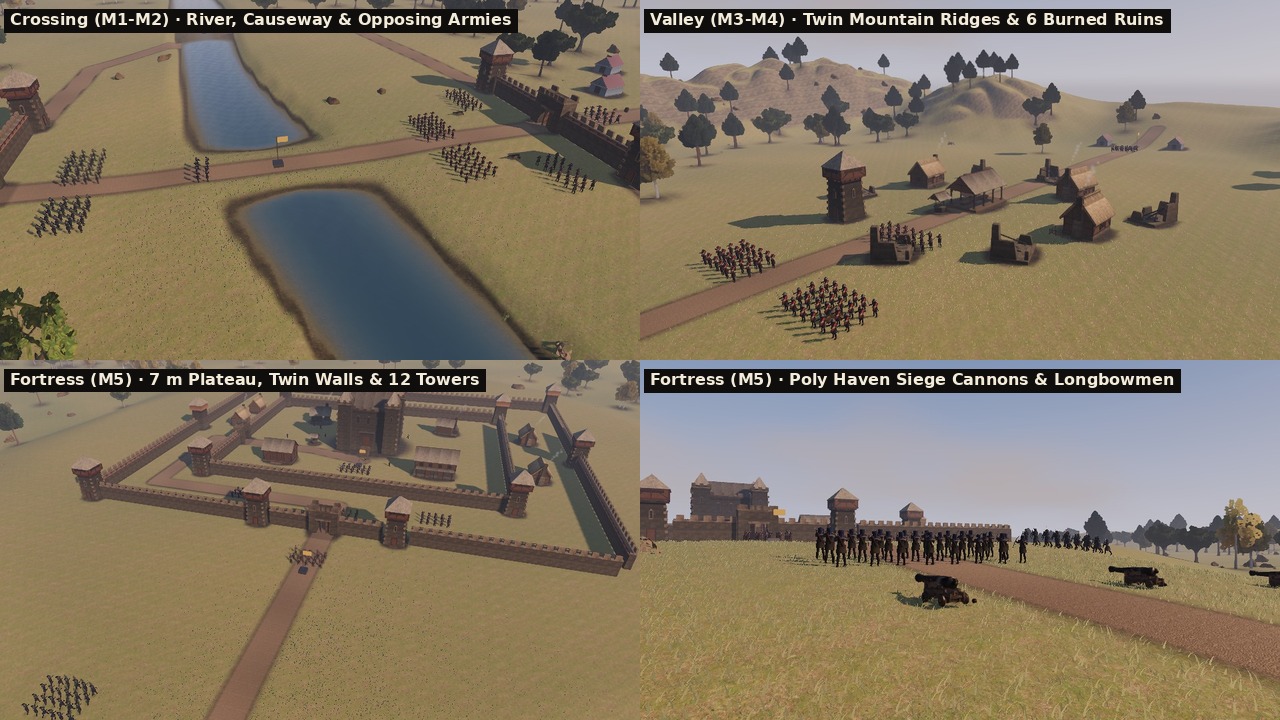 Crossing (M1-M2) · River, Causeway & Opposing Armies
Valley (M3-M4) · Twin Mountain Ridges & 6 Burned Ruins
Fortress (M5) · 7 m Plateau, Twin Walls & 12 Towers
Fortress (M5) · Poly Haven Siege Cannons & Longbowmen